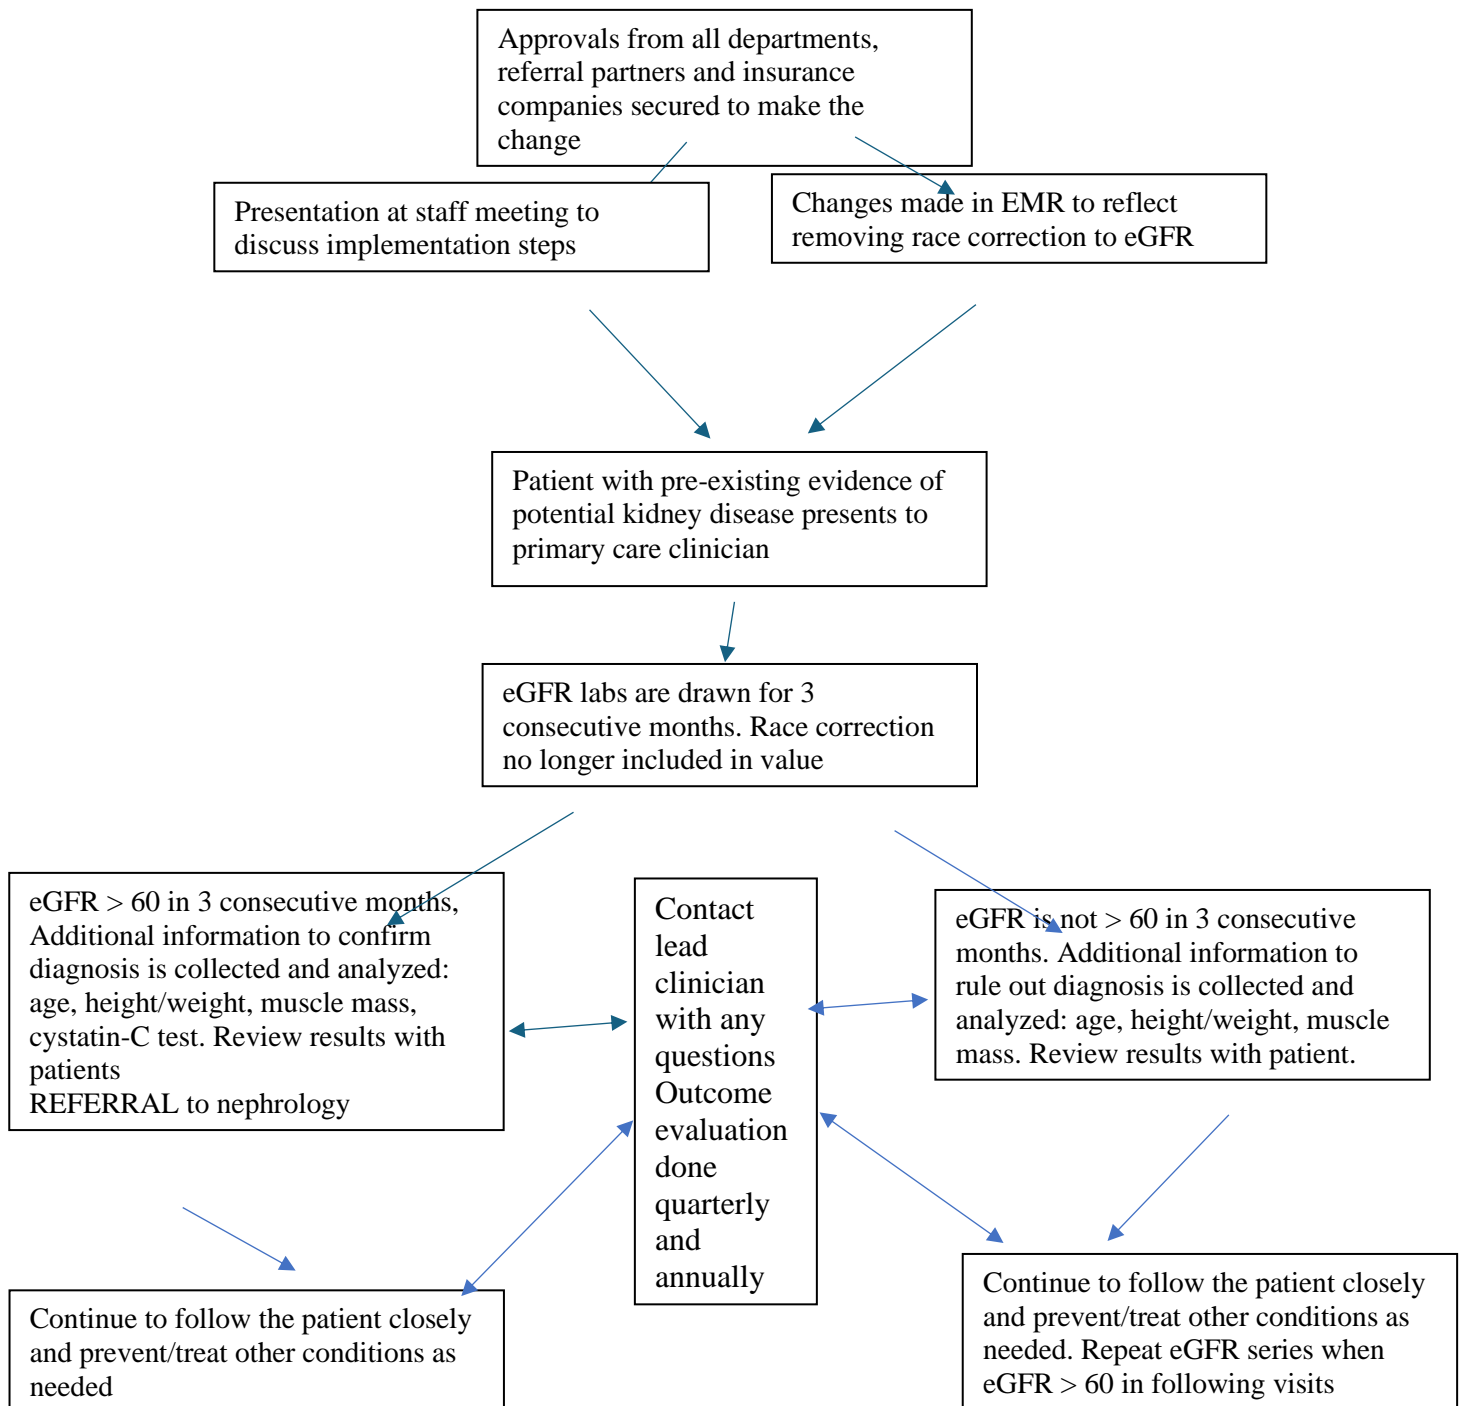 Approvals from all departments,
referral partners and insurance
companies secured to make the
change
Presentation at staff meeting to
discuss implementation steps
Changes made in EMR to reflect
removing race correction to eGFR
Patient with pre-existing evidence of
potential kidney disease presents to
primary care clinician
eGFR labs are drawn for 3
consecutive months. Race correction
no longer included in value
eGFR > 60 in 3 consecutive months,
Additional information to confirm
diagnosis is collected and analyzed:
age, height/weight, muscle mass,
cystatin-C test. Review results with
patients
REFERRAL to nephrology
Contact
lead
clinician
with any
questions
Outcome
evaluation
done
quarterly
and
annually
eGFR is not > 60 in 3 consecutive
months. Additional information to
rule out diagnosis is collected and
analyzed: age, height/weight, muscle
mass. Review results with patient.
Continue to follow the patient closely
and prevent/treat other conditions as
needed
Continue to follow the patient closely
and prevent/treat other conditions as
needed. Repeat eGFR series when
eGFR > 60 in following visits